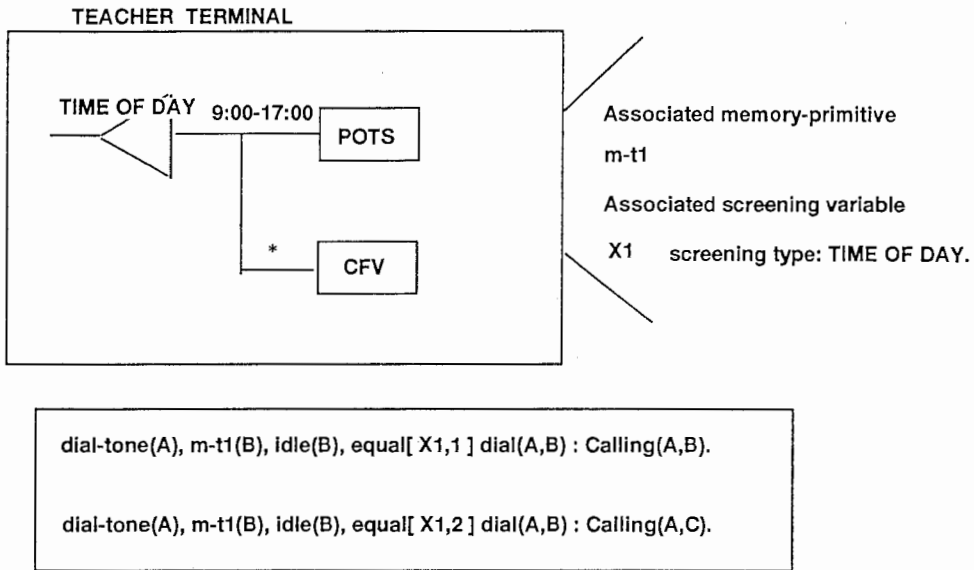 TEACHER TERMINAL
TIME OF DAY
9:00-17:00
POTS
*
CFV
Associated memory-primitive
m-t1
Associated screening variable
X1 screening type: TIME OF DAY.
dial-tone(A), m-t1(B), idle(B), equal[ X1,1 ] dial(A,B) : Calling(A,B).
dial-tone(A), m-t1(B), idle(B), equal[ X1,2 ] dial(A,B) : Calling(A,C).